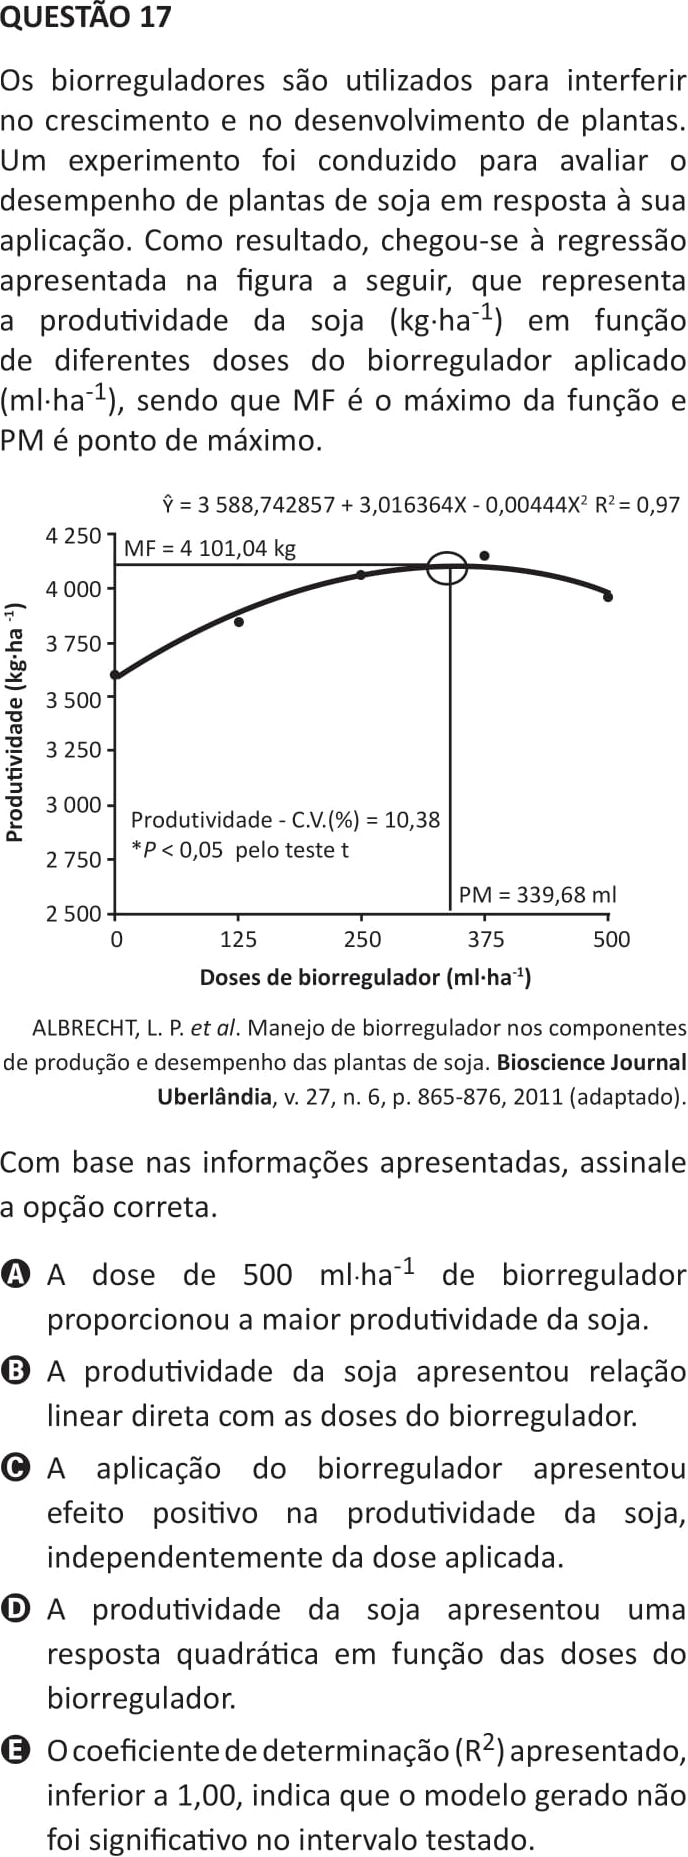 QUESTÃO 17
Os biorreguladores são utilizados para interferir
no crescimento e no desenvolvimento de plantas.
Um experimento foi conduzido para avaliar o
desempenho de plantas de soja em resposta à sua
aplicação. Como resultado, chegou-se à regressão
apresentada na figura a seguir, que representa
a produtividade da soja (kg·ha⁻¹) em função
de diferentes doses do biorregulador aplicado
(ml·ha⁻¹), sendo que MF é o máximo da função e
PM é ponto de máximo.
Ŷ = 3 588,742857 + 3,016364X - 0,00444X² R² = 0,97
4 250
MF = 4 101,04 kg
4 000
3 750
3 500
3 250
3 000
2 750
2 500
Produtividade (kg·ha⁻¹)
Produtividade - C.V.(%) = 10,38
*P < 0,05 pelo teste t
PM = 339,68 ml
0 125 250 375 500
Doses de biorregulador (ml·ha⁻¹)
ALBRECHT, L. P. et al. Manejo de biorregulador nos componentes
de produção e desempenho das plantas de soja. Bioscience Journal
Uberlândia, v. 27, n. 6, p. 865-876, 2011 (adaptado).
Com base nas informações apresentadas, assinale
a opção correta.
A A dose de 500 ml·ha⁻¹ de biorregulador
proporcionou a maior produtividade da soja.
B A produtividade da soja apresentou relação
linear direta com as doses do biorregulador.
C A aplicação do biorregulador apresentou
efeito positivo na produtividade da soja,
independentemente da dose aplicada.
D A produtividade da soja apresentou uma
resposta quadrática em função das doses do
biorregulador.
E O coeficiente de determinação (R²) apresentado,
inferior a 1,00, indica que o modelo gerado não
foi significativo no intervalo testado.